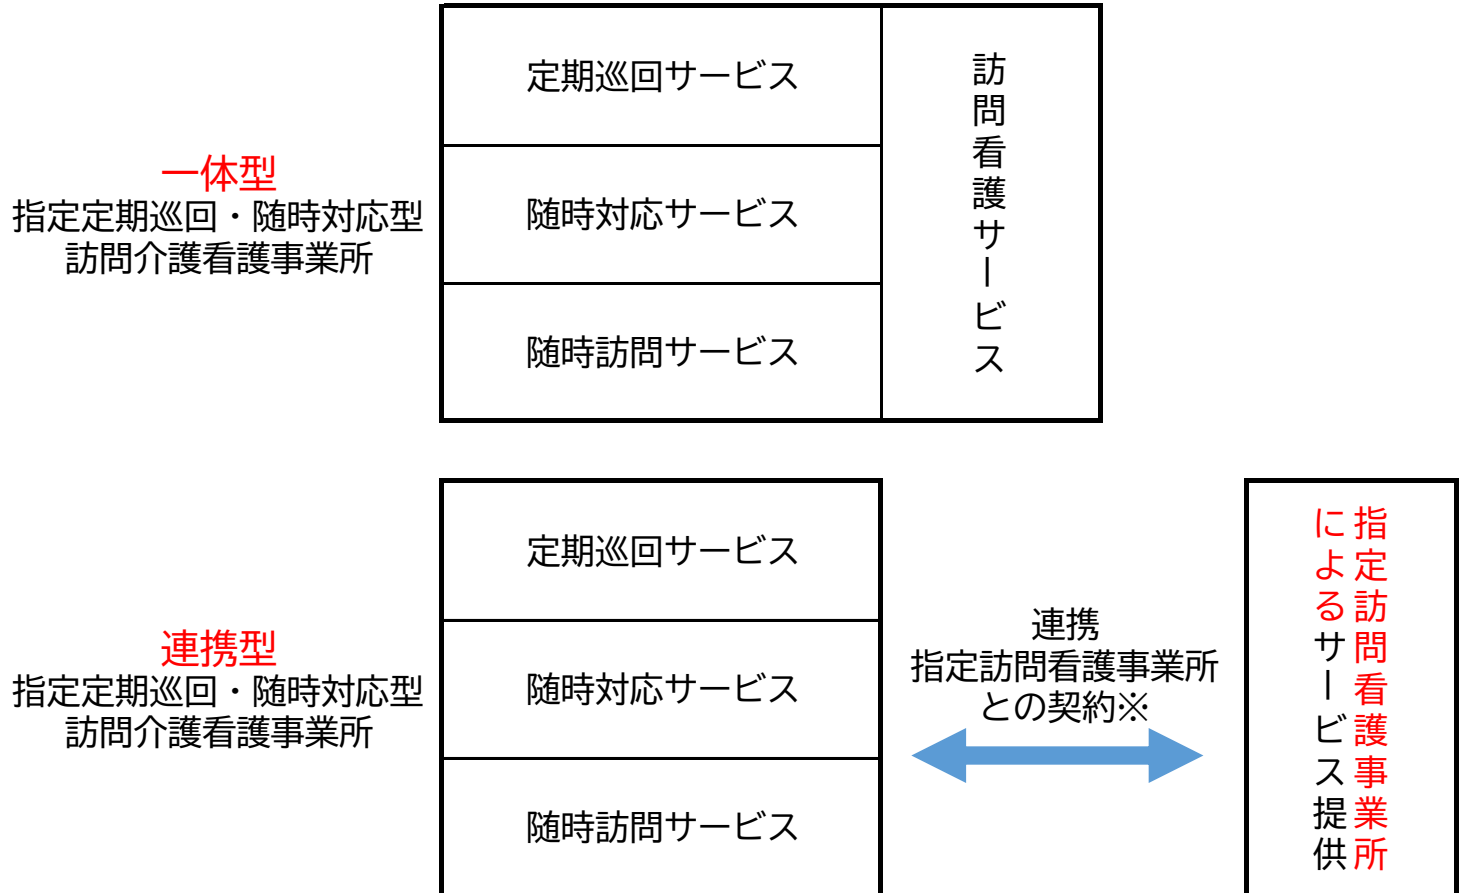 一体型
指定定期巡回・随時対応型
訪問介護看護事業所
定期巡回サービス
随時対応サービス
随時訪問サービス
訪問看護サービス
連携型
指定定期巡回・随時対応型
訪問介護看護事業所
定期巡回サービス
随時対応サービス
随時訪問サービス
連携
指定訪問看護事業所
との契約※
指定訪問看護事業所
によるサービス提供